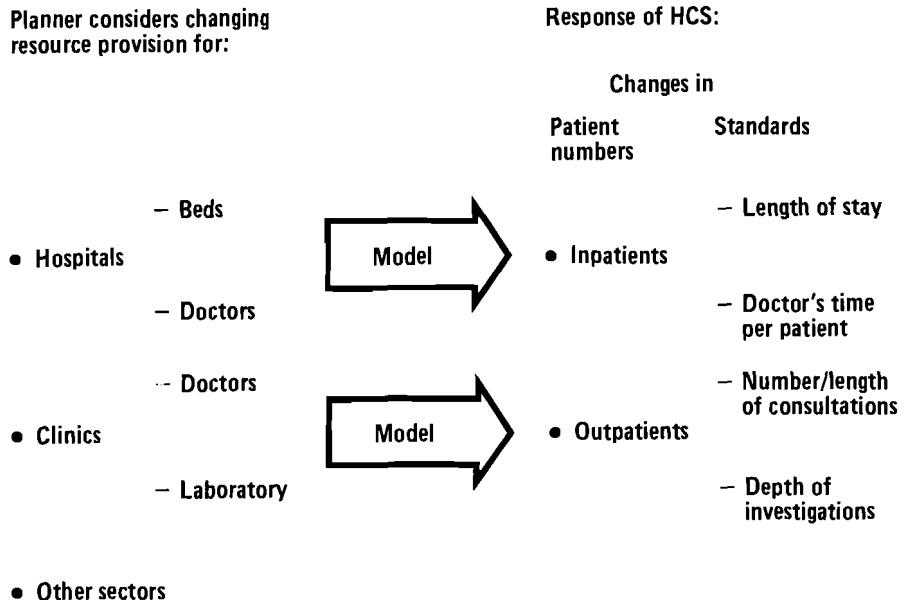 Planner considers changing
resource provision for:
Response of HCS:
Changes in
Patient
numbers
Standards
– Beds
– Length of stay
• Hospitals
Model
• Inpatients
– Doctors
– Doctor's time
per patient
– Doctors
– Number/length
of consultations
• Clinics
Model
• Outpatients
– Laboratory
– Depth of
investigations
• Other sectors